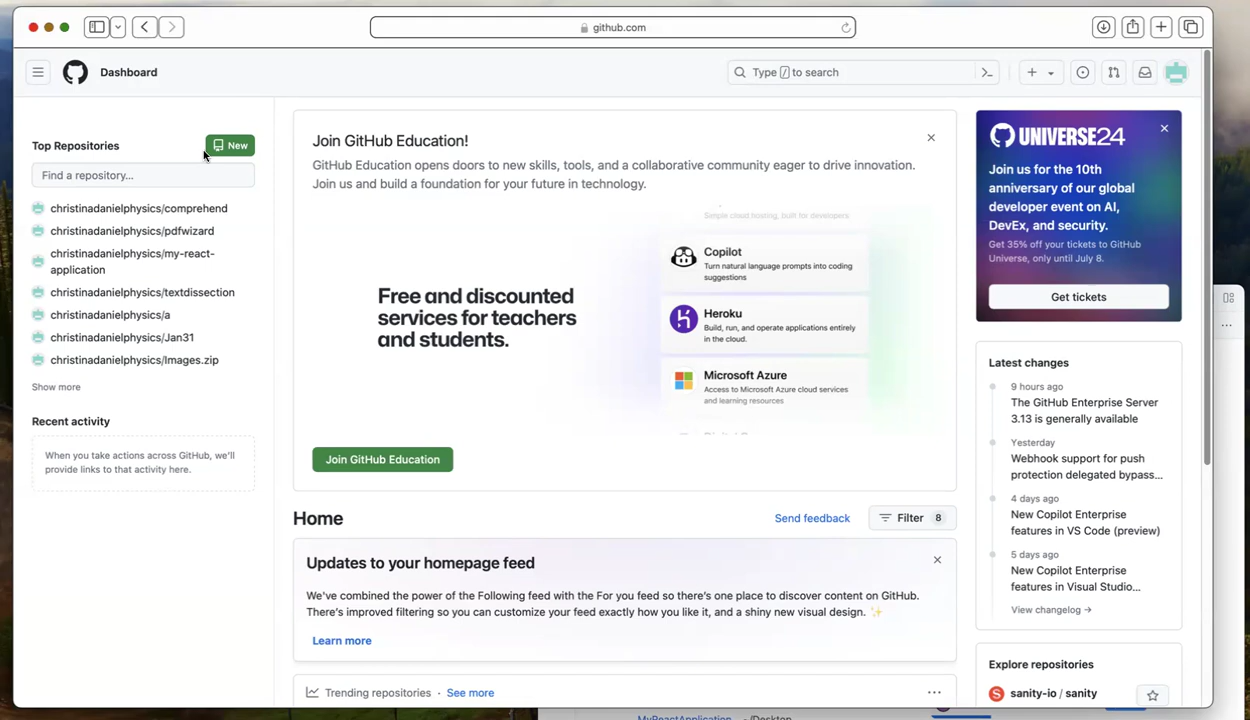 github.com
Dashboard
Type / to search
Top Repositories
New
Find a repository...
christinadanielphysics/comprehend
christinadanielphysics/pdfwizard
christinadanielphysics/my-react-
application
christinadanielphysics/textdissection
christinadanielphysics/a
christinadanielphysics/Jan31
christinadanielphysics/Images.zip
Show more
Recent activity
When you take actions across GitHub, we'll
provide links to that activity here.
Join GitHub Education!
GitHub Education opens doors to new skills, tools, and a collaborative community eager to drive innovation.
Join us and build a foundation for your future in technology.
Free and discounted
services for teachers
and students.
Simple cloud hosting, built for developers
Copilot
Turn natural language prompts into coding
suggestions
Heroku
Build, run, and operate applications entirely
in the cloud.
Microsoft Azure
Access to Microsoft Azure cloud services
and learning resources
Join GitHub Education
Home
Send feedback
Filter 8
Updates to your homepage feed
We've combined the power of the Following feed with the For you feed so there's one place to discover content on GitHub.
There's improved filtering so you can customize your feed exactly how you like it, and a shiny new visual design. ✨
Learn more
Trending repositories · See more
UNIVERSE24
Join us for the 10th
anniversary of our global
developer event on AI,
DevEx, and security.
Get 35% off your tickets to GitHub
Universe, only until July 8.
Get tickets
Latest changes
9 hours ago
The GitHub Enterprise Server
3.13 is generally available
Yesterday
Webhook support for push
protection delegated bypass...
4 days ago
New Copilot Enterprise
features in VS Code (preview)
5 days ago
New Copilot Enterprise
features in Visual Studio...
View changelog →
Explore repositories
sanity-io / sanity
MyReactApplication ~/Desktop